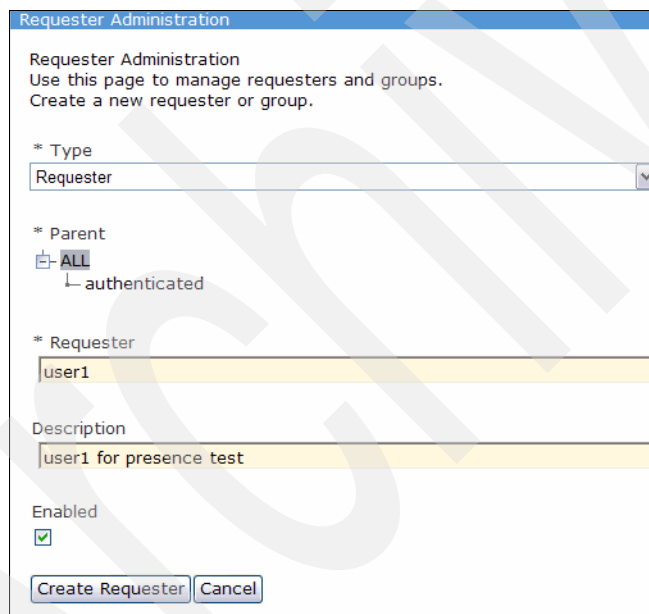 Requester Administration
Requester Administration
Use this page to manage requesters and groups.
Create a new requester or group.
* Type
Requester
* Parent
ALL
authenticated
* Requester
user1
Description
user1 for presence test
Enabled
Create Requester Cancel